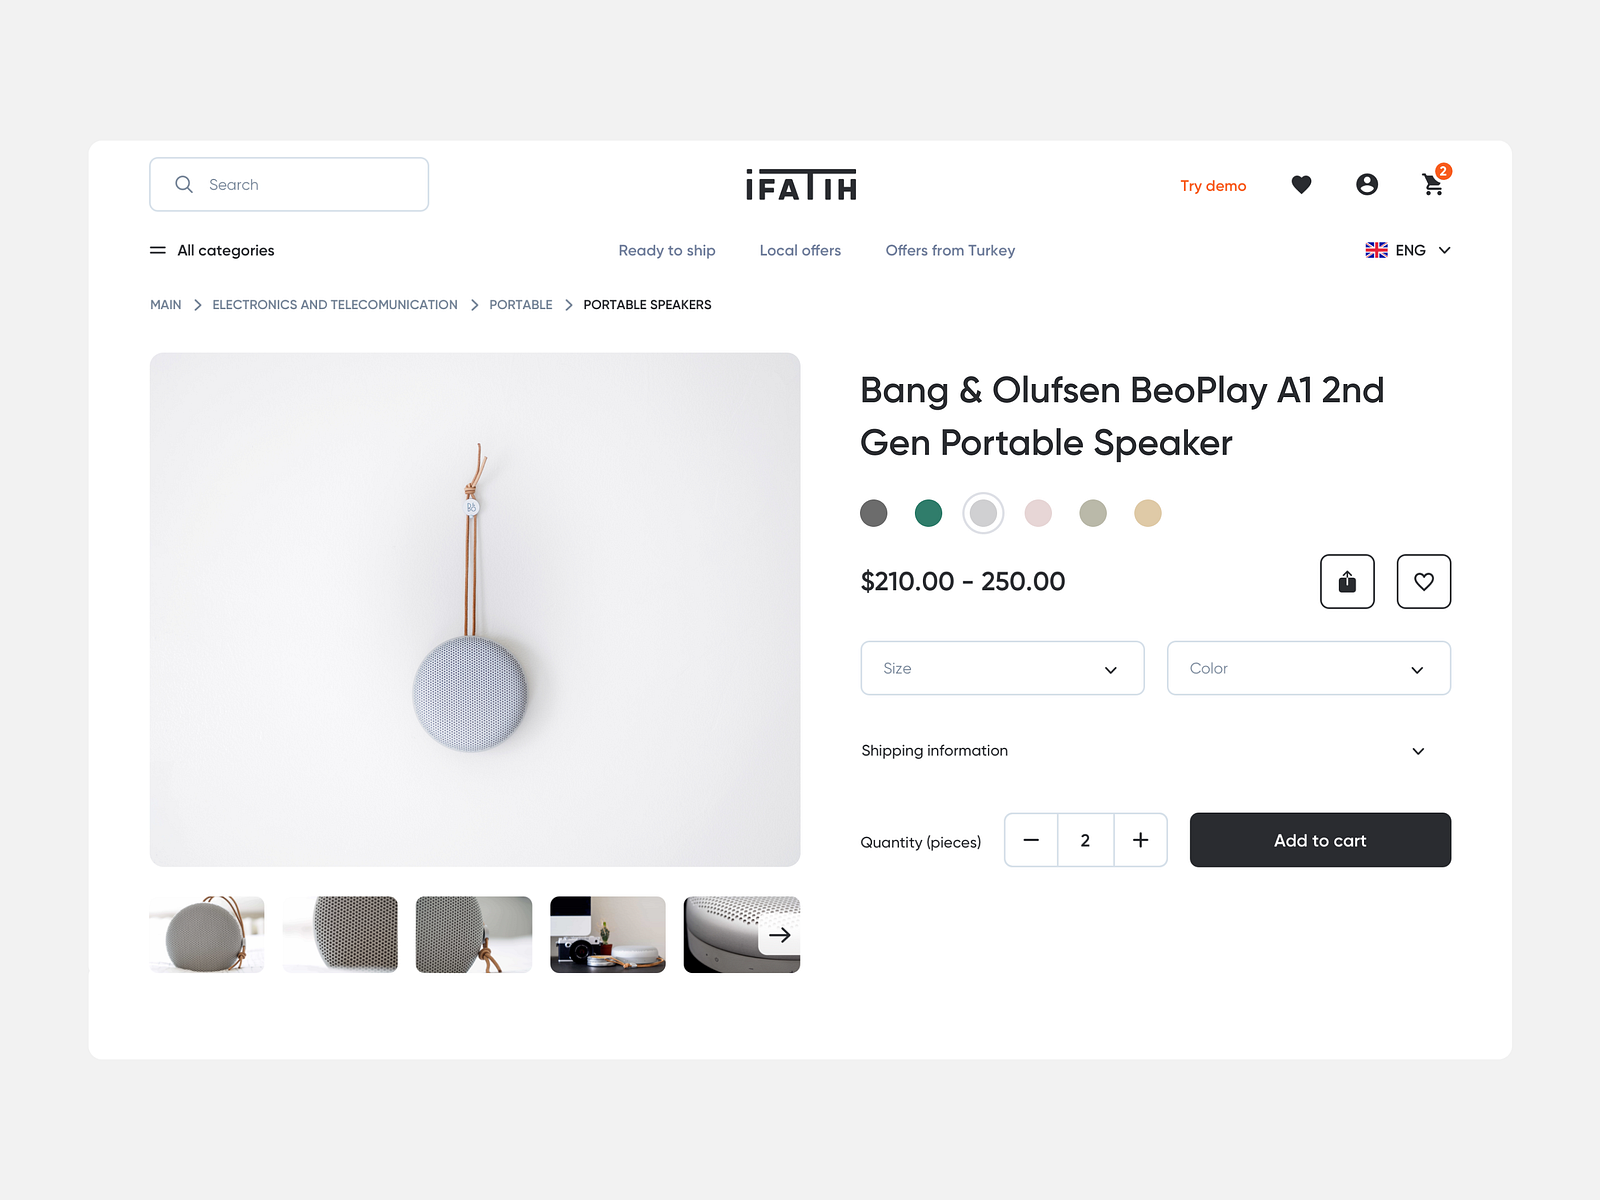 Search
iFATIH
Try demo
2
All categories
Ready to ship
Local offers
Offers from Turkey
ENG
MAIN
ELECTRONICS AND TELECOMUNICATION
PORTABLE
PORTABLE SPEAKERS
Bang & Olufsen BeoPlay A1 2nd
Gen Portable Speaker
$210.00 - 250.00
Size
Color
Shipping information
Quantity (pieces)
2
Add to cart